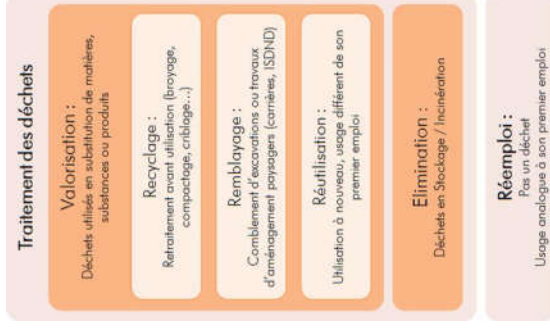 Traitement des déchets
Valorisation :
Déchets utilisés en substitution de matières,
substances ou produits
Recyclage :
Retraitement avant utilisation (broyage,
compactage, criblage...)
Remblayage :
Comblement d'excavations ou travaux
d'aménagement paysagers (carrières, ISDND)
Réutilisation :
Utilisation à nouveau, usage différent de son
premier emploi
Elimination :
Déchets en Stockage / Incinération
Réemploi :
Pas un déchet
Usage analogue à son premier emploi